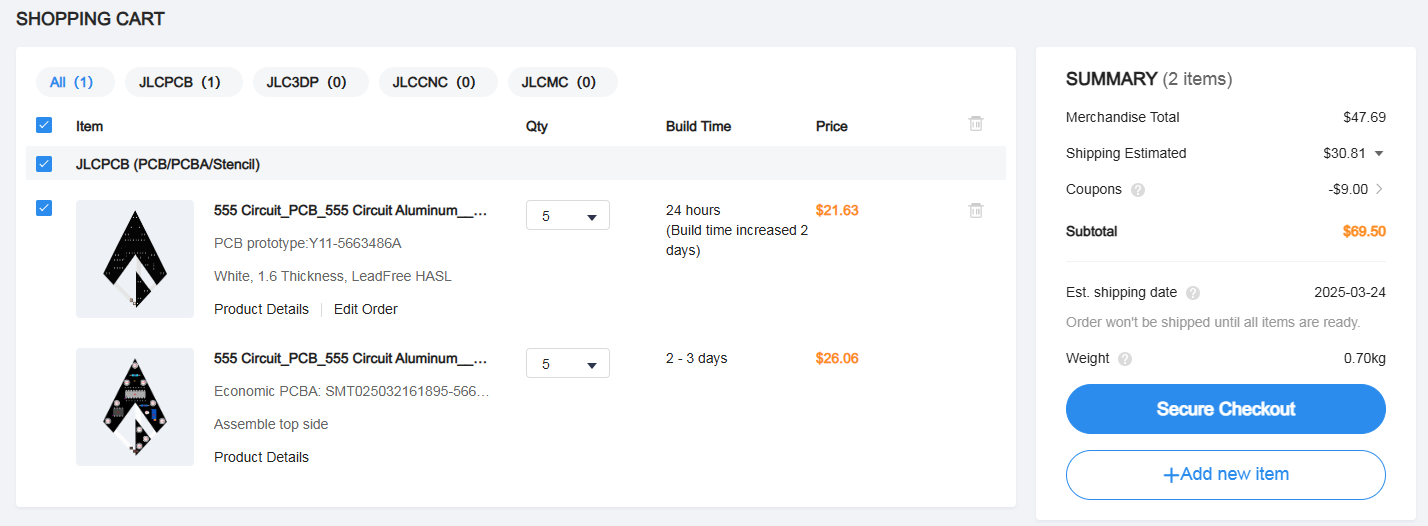 SHOPPING CART
All (1) JLCPCB (1) JLC3DP (0) JLCCNC (0) JLCMC (0)
Item Qty Build Time Price
JLCPCB (PCB/PCBA/Stencil)
555 Circuit_PCB_555 Circuit Aluminum__... 5 24 hours $21.63
(Build time increased 2
days)
PCB prototype:Y11-5663486A
White, 1.6 Thickness, LeadFree HASL
Product Details Edit Order
555 Circuit_PCB_555 Circuit Aluminum__... 5 2 - 3 days $26.06
Economic PCBA: SMT025032161895-566...
Assemble top side
Product Details
SUMMARY (2 items)
Merchandise Total $47.69
Shipping Estimated $30.81
Coupons ? -$9.00
Subtotal $69.50
Est. shipping date ? 2025-03-24
Order won't be shipped until all items are ready.
Weight ? 0.70kg
Secure Checkout
+Add new item